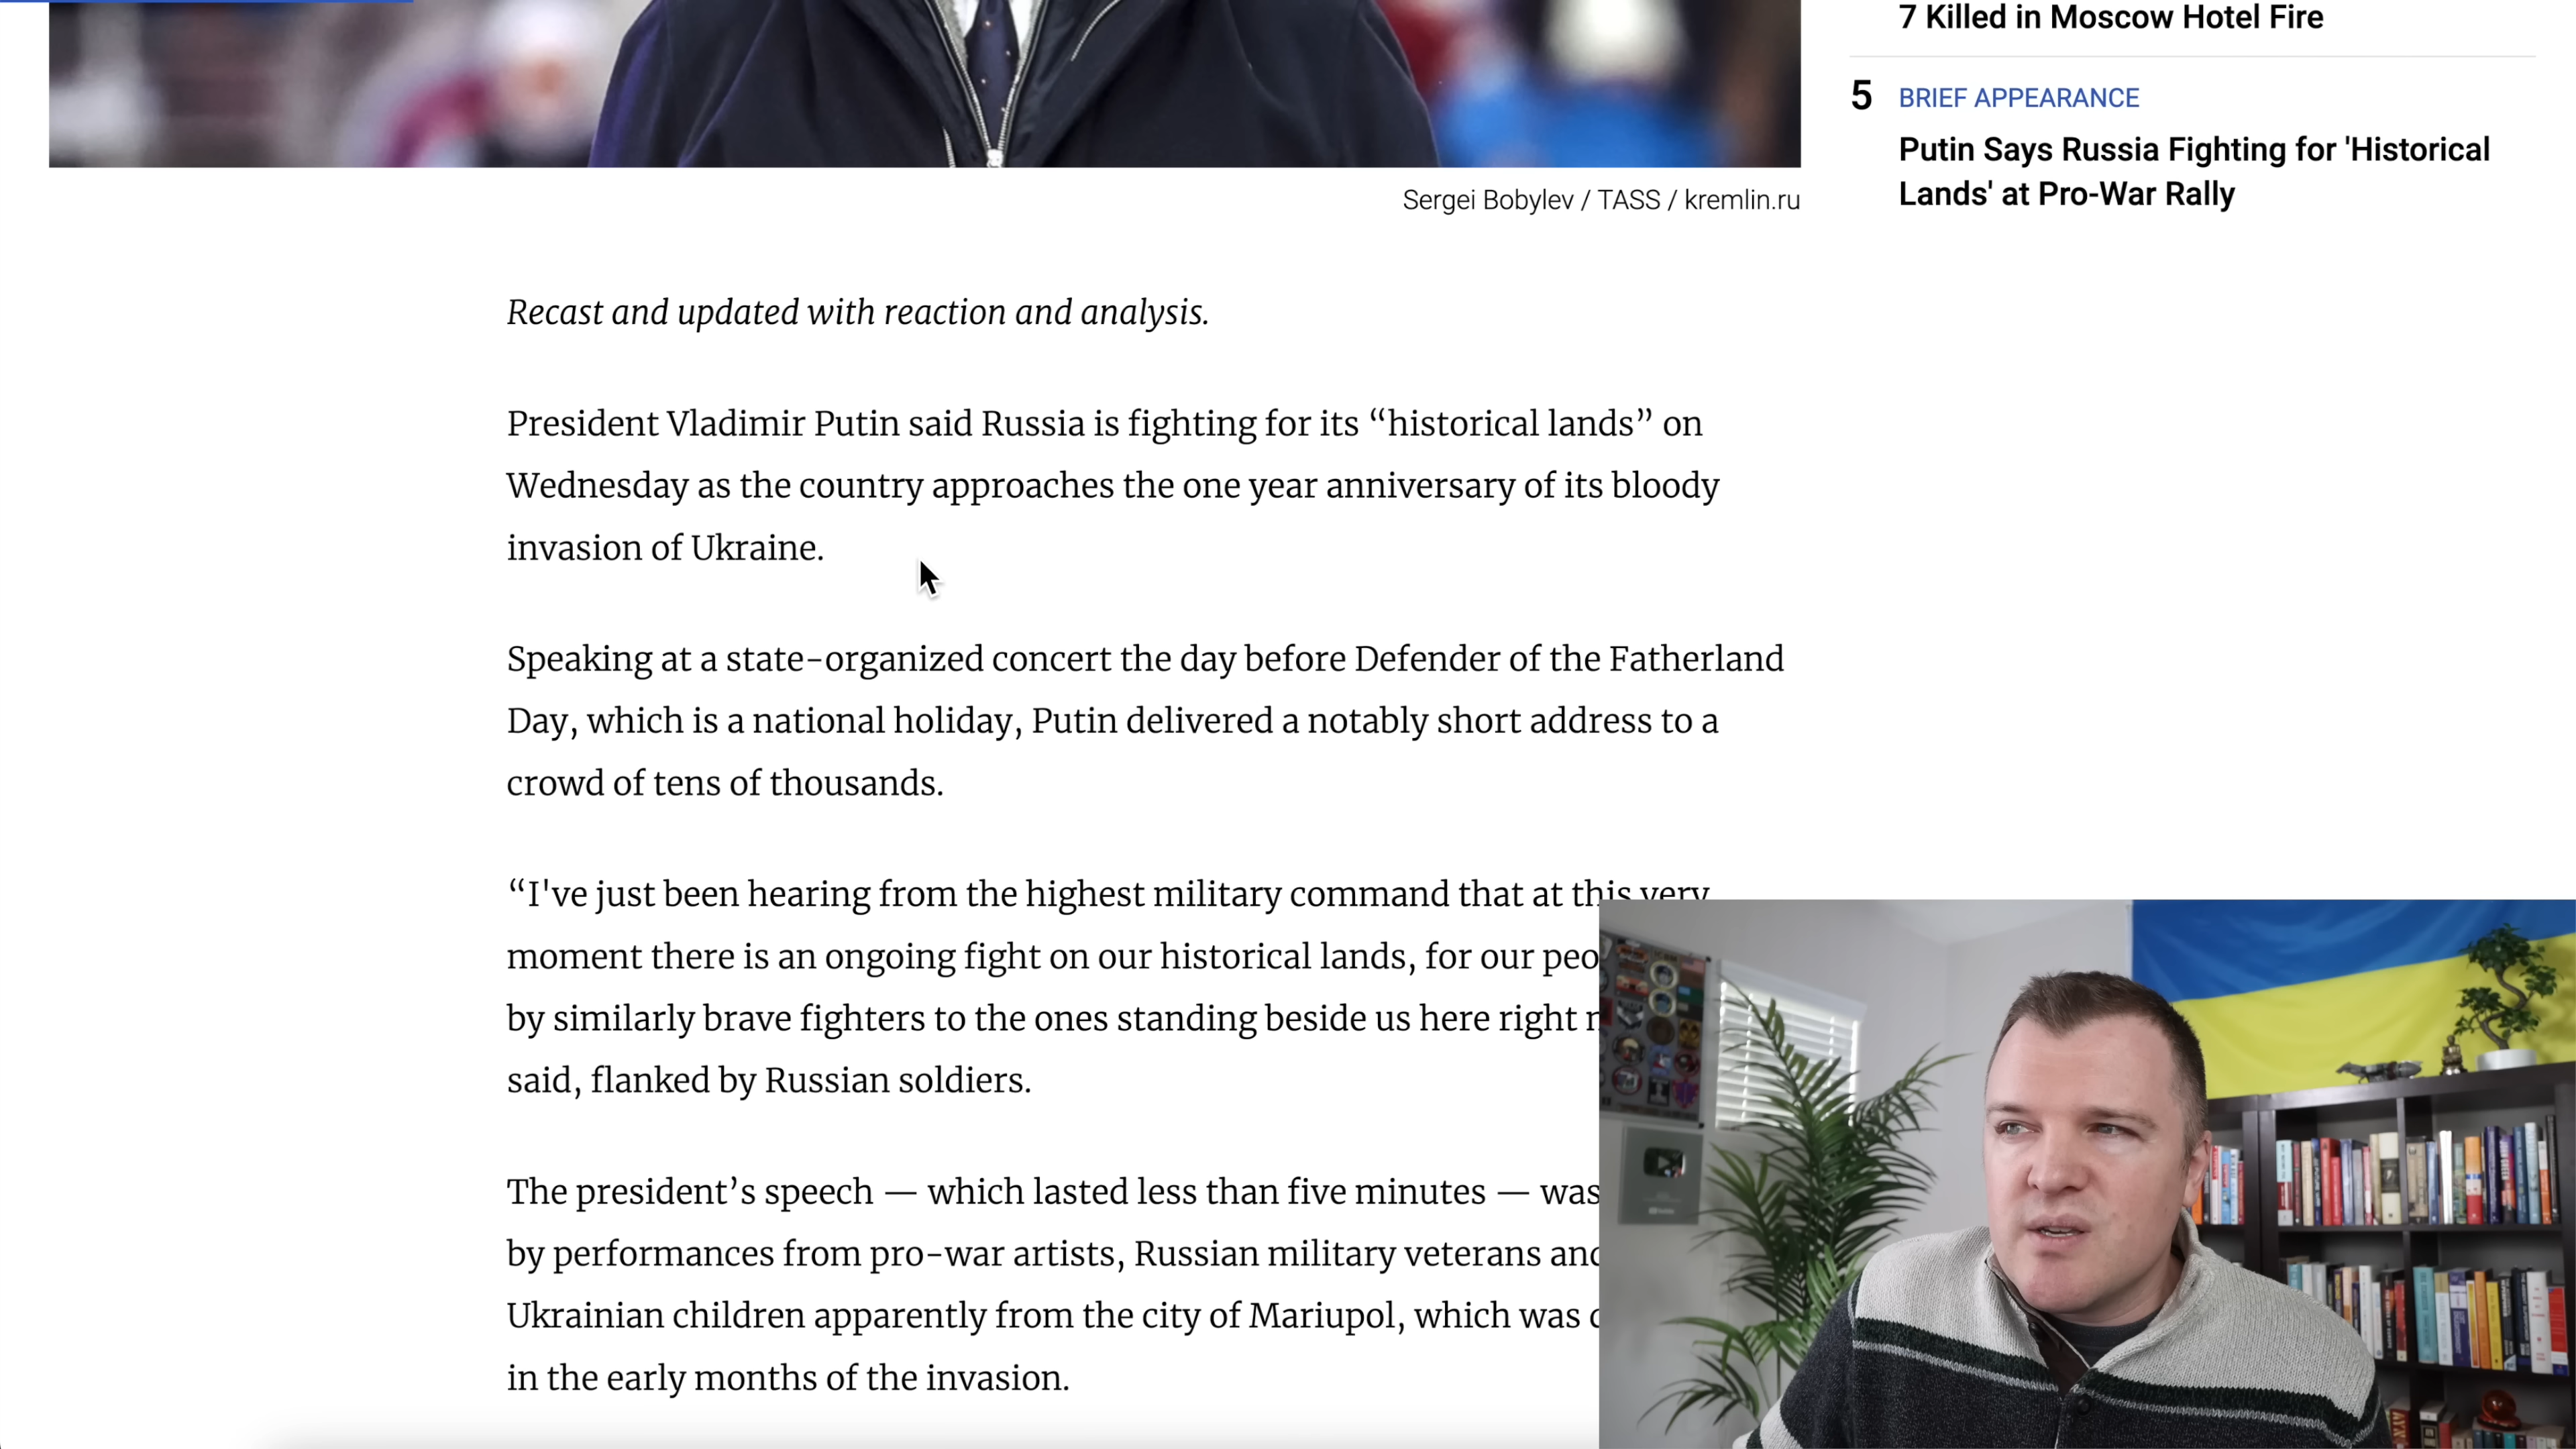 7 Killed in Moscow Hotel Fire
5 BRIEF APPEARANCE
Putin Says Russia Fighting for 'Historical
Lands' at Pro-War Rally
Sergei Bobylev / TASS / kremlin.ru
Recast and updated with reaction and analysis.
President Vladimir Putin said Russia is fighting for its “historical lands” on
Wednesday as the country approaches the one year anniversary of its bloody
invasion of Ukraine.
Speaking at a state-organized concert the day before Defender of the Fatherland
Day, which is a national holiday, Putin delivered a notably short address to a
crowd of tens of thousands.
“I've just been hearing from the highest military command that at this very
moment there is an ongoing fight on our historical lands, for our peo
by similarly brave fighters to the ones standing beside us here right
said, flanked by Russian soldiers.
The president’s speech — which lasted less than five minutes — was
by performances from pro-war artists, Russian military veterans and
Ukrainian children apparently from the city of Mariupol, which was
in the early months of the invasion.